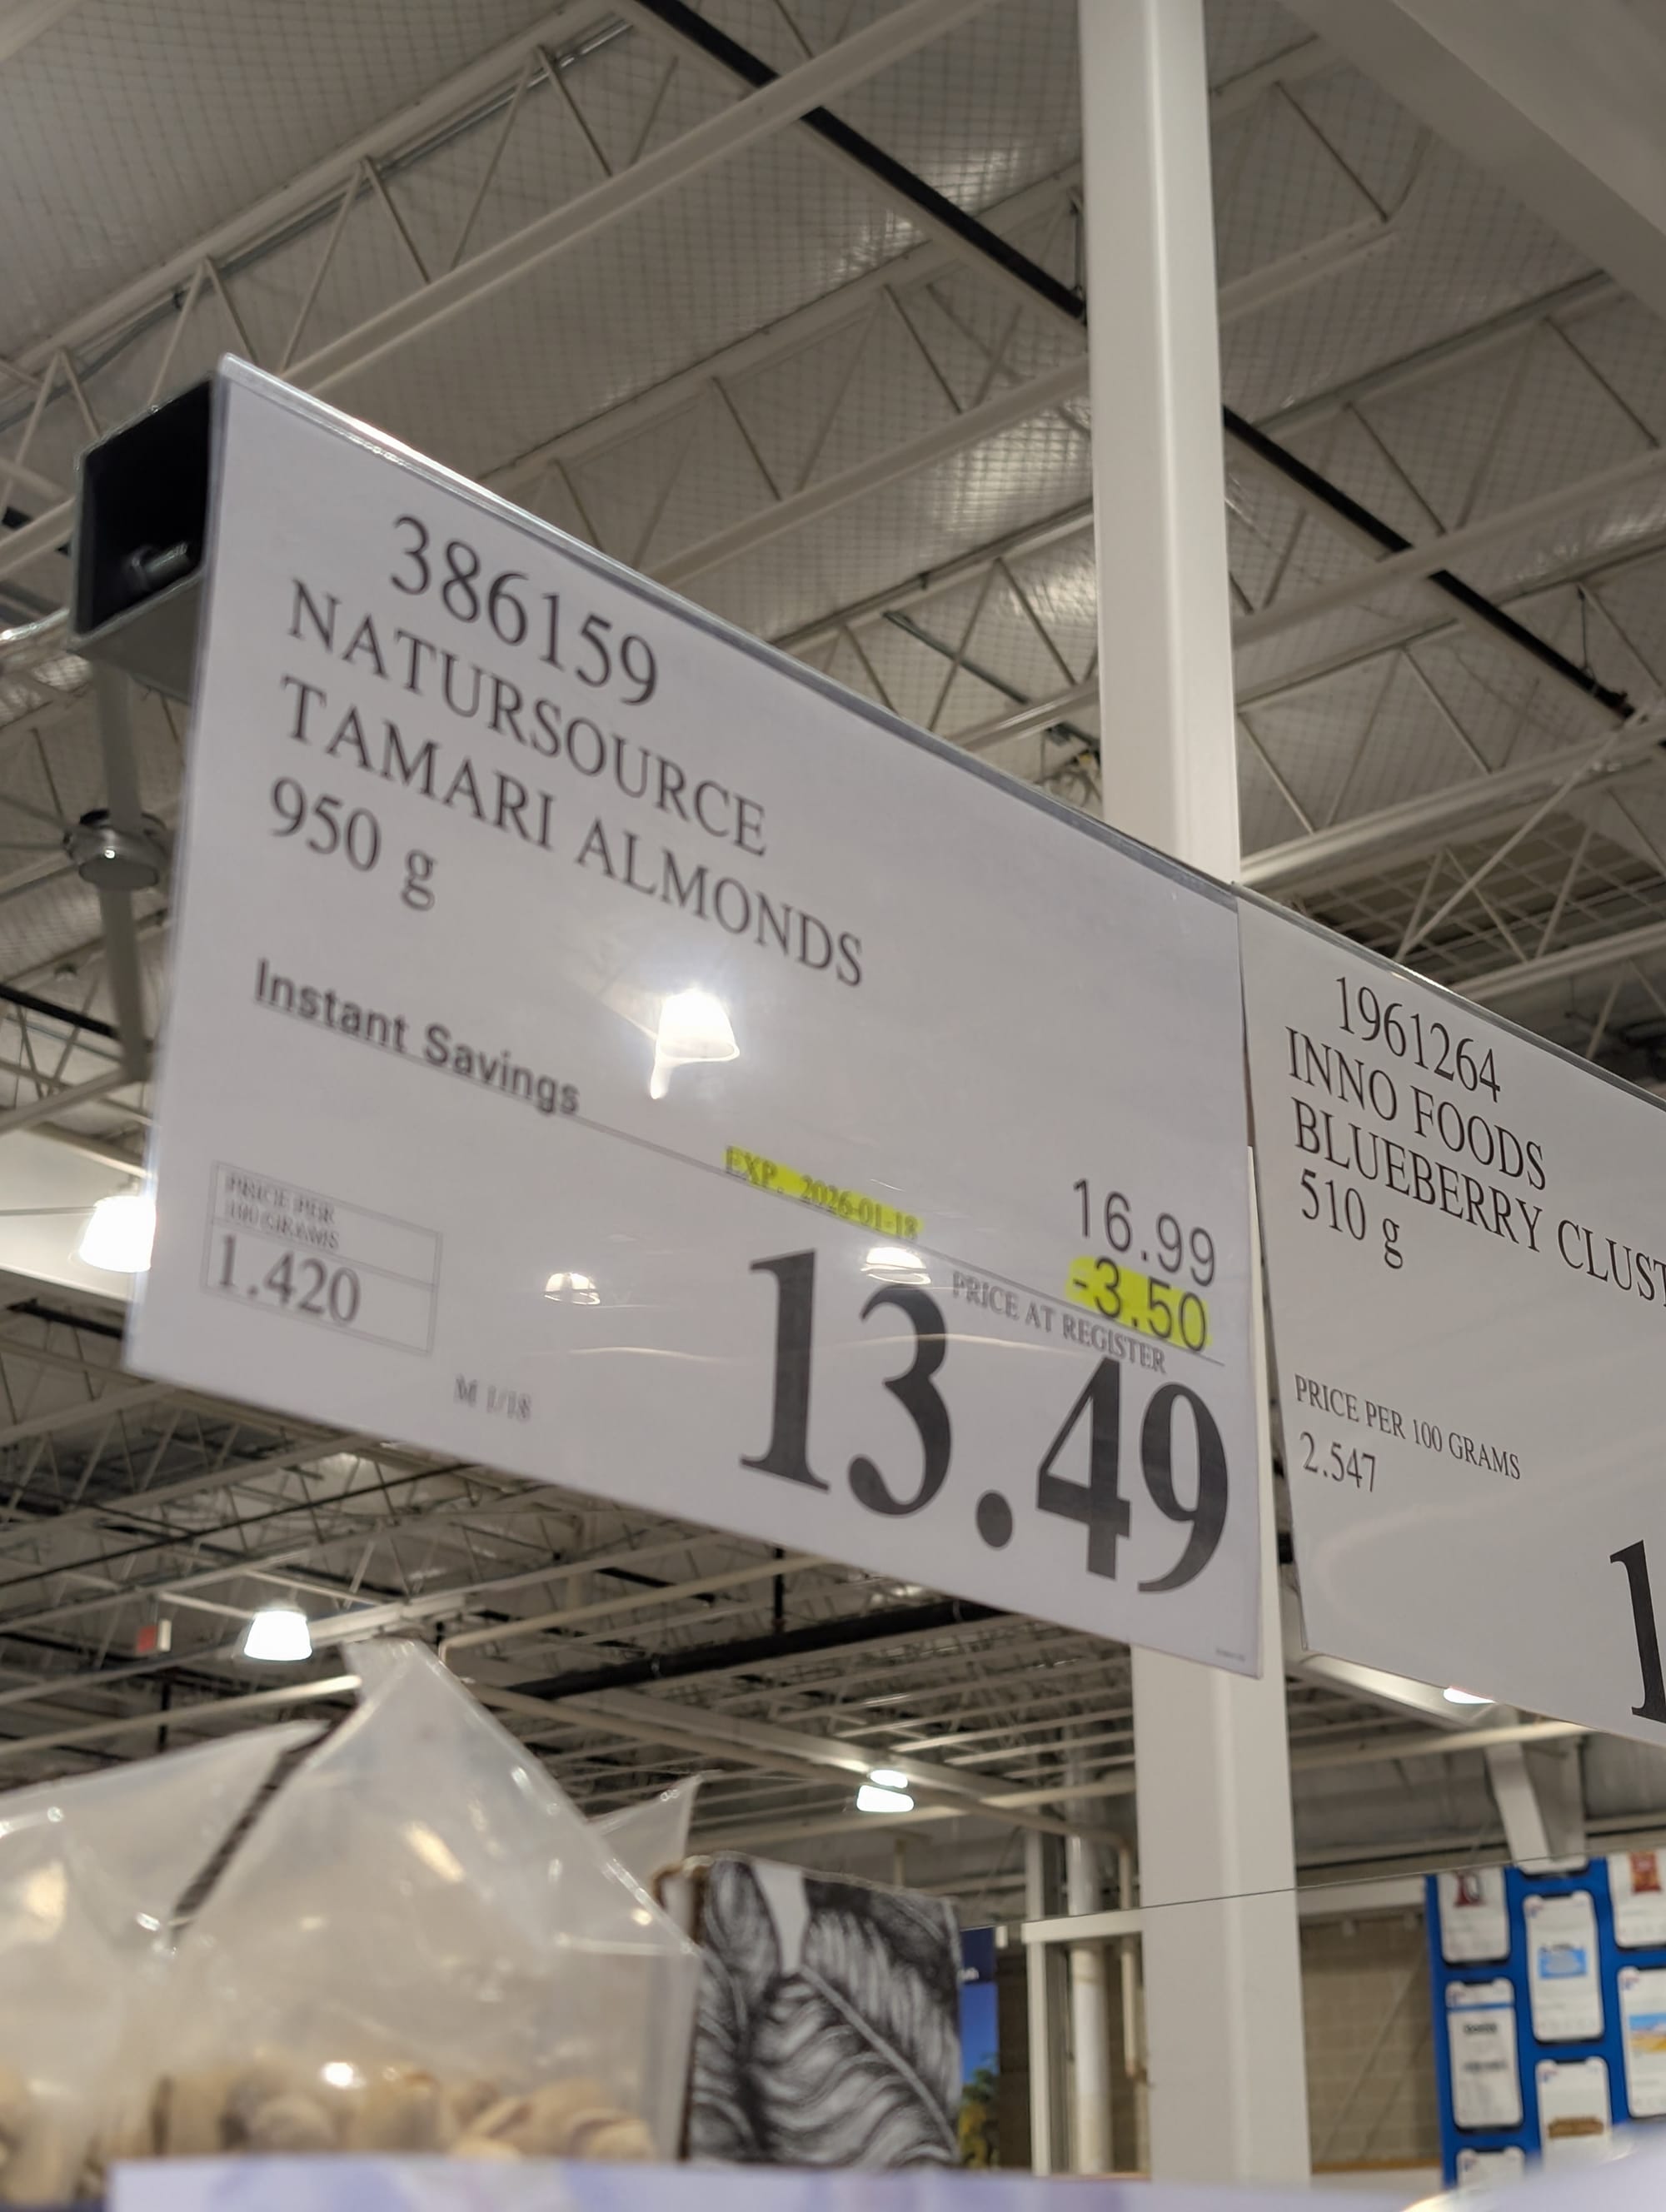 386159
NATURSOURCE
TAMARI ALMONDS
950 g
Instant Savings
EXP. 2026-01-18
16.99
-3.50
PRICE PER
100 GRAMS
1.420
PRICE AT REGISTER
13.49
M 1/18
1961264
INNO FOODS
BLUEBERRY CLUST
510 g
PRICE PER 100 GRAMS
2.547
1